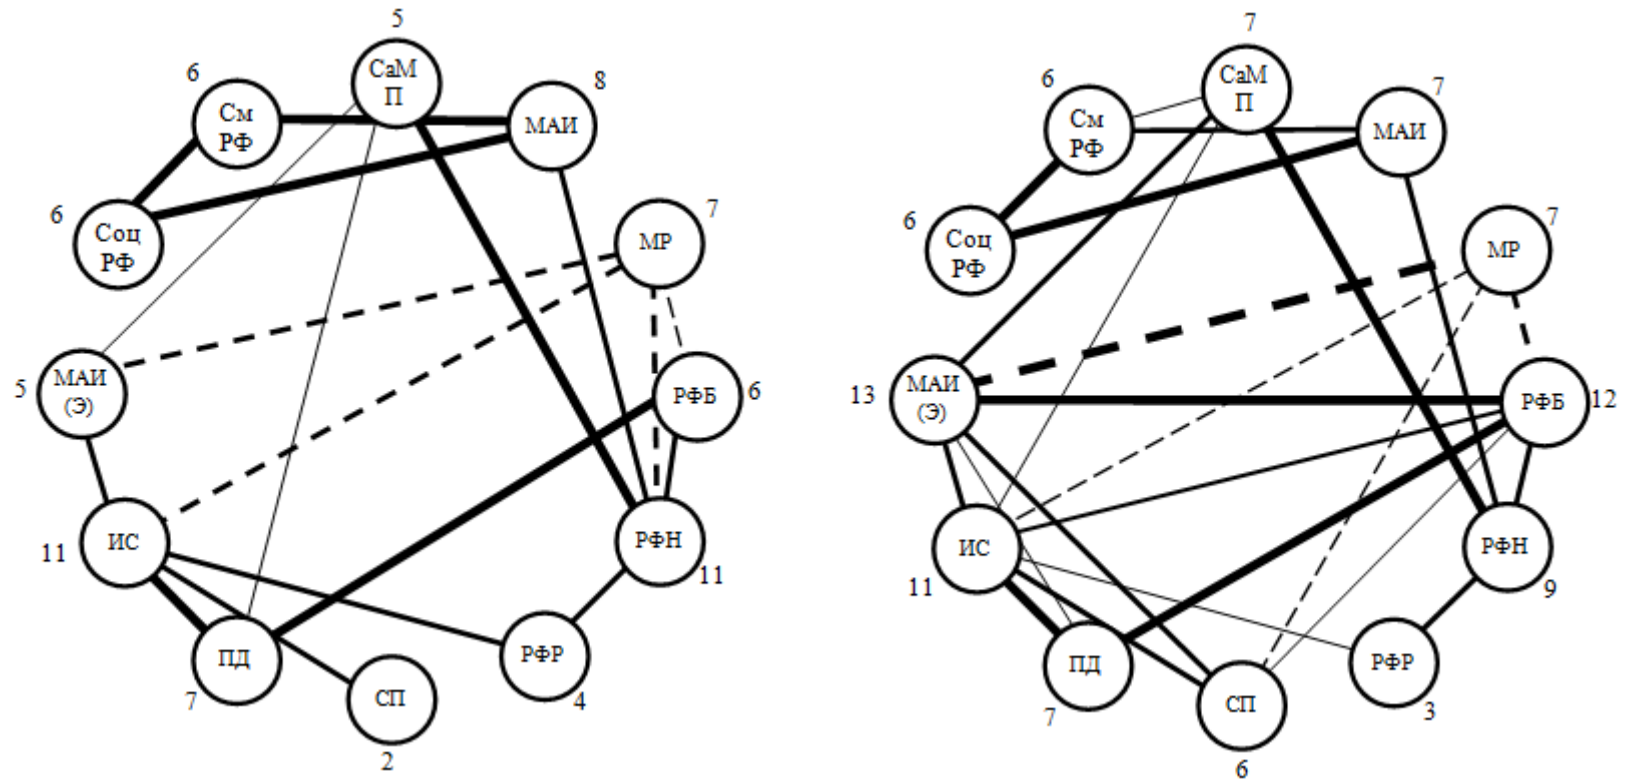 5
СаМ
П
6
См
РФ
8
МАИ
6
Соц
РФ
7
МР
5
МАИ
(Э)
РФБ
6
11
ИС
РФН
11
ПД
7
РФР
4
СП
2
7
СаМ
П
6
См
РФ
7
МАИ
6
Соц
РФ
7
МР
13
МАИ
(Э)
РФБ
12
ИС
11
РФН
9
ПД
7
РФР
3
СП
6